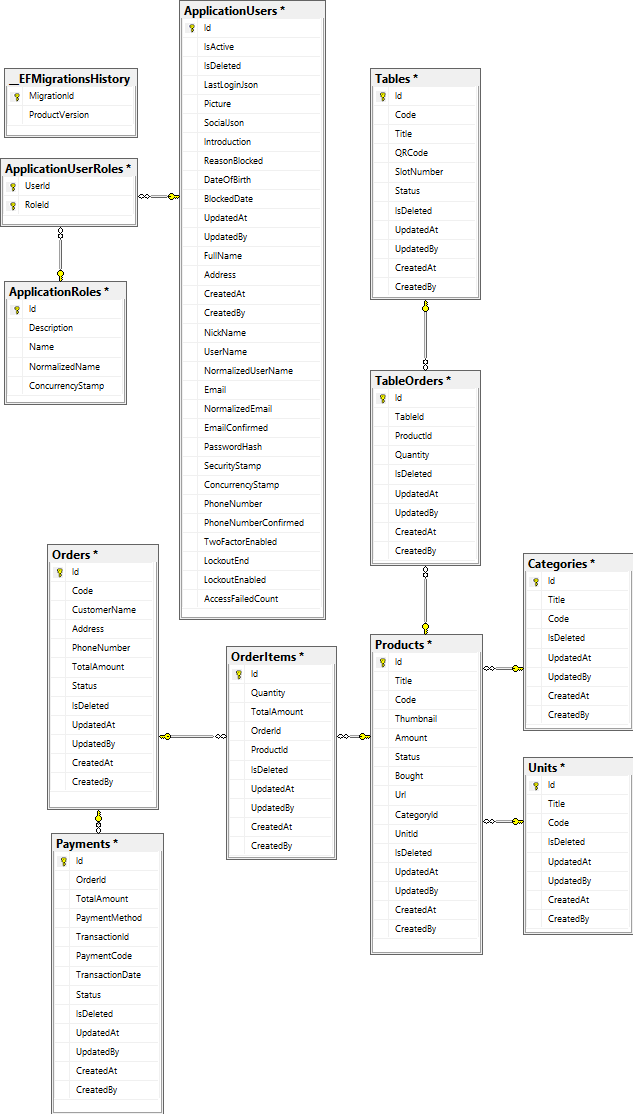 __EFMigrationsHistory
MigrationId
ProductVersion
ApplicationUserRoles *
UserId
RoleId
ApplicationRoles *
Id
Description
Name
NormalizedName
ConcurrencyStamp
ApplicationUsers *
Id
IsActive
IsDeleted
LastLoginJson
Picture
SocialJson
Introduction
ReasonBlocked
DateOfBirth
BlockedDate
UpdatedAt
UpdatedBy
FullName
Address
CreatedAt
CreatedBy
NickName
UserName
NormalizedUserName
Email
NormalizedEmail
EmailConfirmed
PasswordHash
SecurityStamp
ConcurrencyStamp
PhoneNumber
PhoneNumberConfirmed
TwoFactorEnabled
LockoutEnd
LockoutEnabled
AccessFailedCount
Tables *
Id
Code
Title
QRCode
SlotNumber
Status
IsDeleted
UpdatedAt
UpdatedBy
CreatedAt
CreatedBy
TableOrders *
Id
TableId
ProductId
Quantity
IsDeleted
UpdatedAt
UpdatedBy
CreatedAt
CreatedBy
Orders *
Id
Code
CustomerName
Address
PhoneNumber
TotalAmount
Status
IsDeleted
UpdatedAt
UpdatedBy
CreatedAt
CreatedBy
OrderItems *
Id
Quantity
TotalAmount
OrderId
ProductId
IsDeleted
UpdatedAt
UpdatedBy
CreatedAt
CreatedBy
Products *
Id
Title
Code
Thumbnail
Amount
Status
Bought
Url
CategoryId
UnitId
IsDeleted
UpdatedAt
UpdatedBy
CreatedAt
CreatedBy
Categories *
Id
Title
Code
IsDeleted
UpdatedAt
UpdatedBy
CreatedAt
CreatedBy
Units *
Id
Title
Code
IsDeleted
UpdatedAt
UpdatedBy
CreatedAt
CreatedBy
Payments *
Id
OrderId
TotalAmount
PaymentMethod
TransactionId
PaymentCode
TransactionDate
Status
IsDeleted
UpdatedAt
UpdatedBy
CreatedAt
CreatedBy